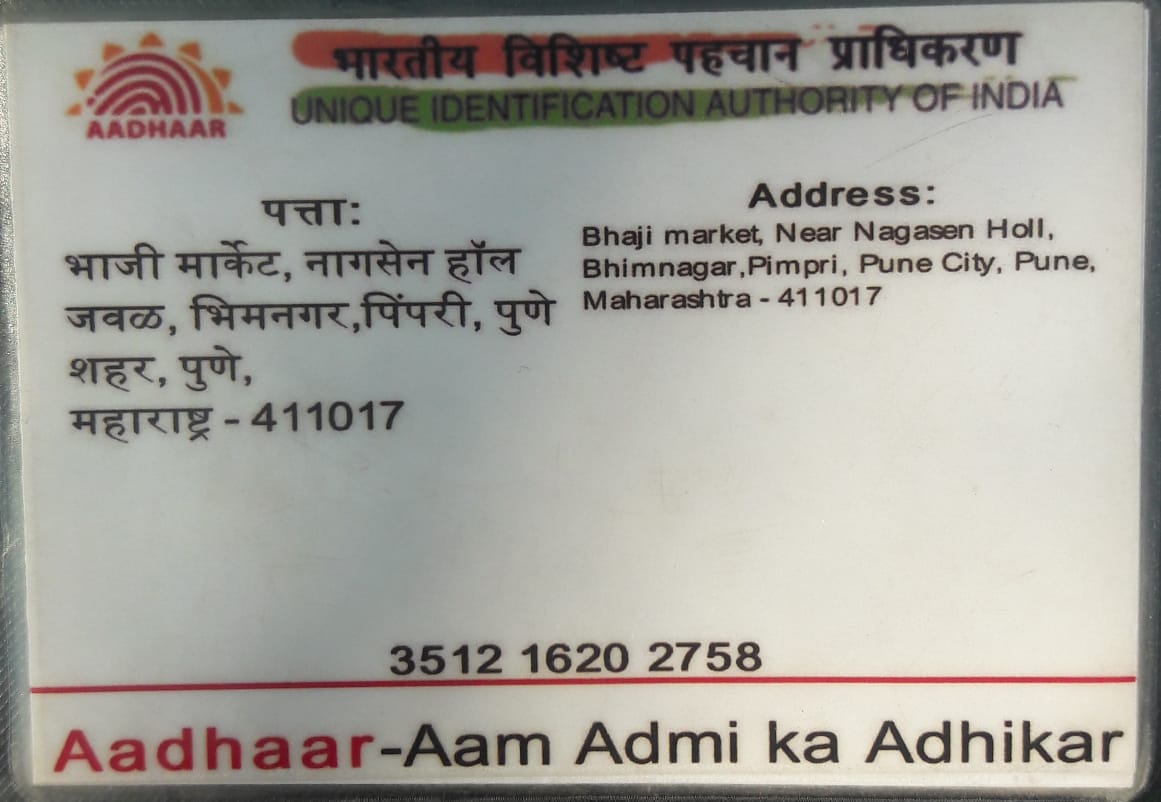 भारतीय विशिष्ट पहचान प्राधिकरण
UNIQUE IDENTIFICATION AUTHORITY OF INDIA
AADHAAR
पत्ता:
भाजी मार्केट, नागसेन हॉल
जवळ, भिमनगर,पिंपरी, पुणे
शहर, पुणे,
महाराष्ट्र - 411017
Address:
Bhaji market, Near Nagasen Holl,
Bhimnagar,Pimpri, Pune City, Pune,
Maharashtra - 411017
3512 1620 2758
Aadhaar-Aam Admi ka Adhikar